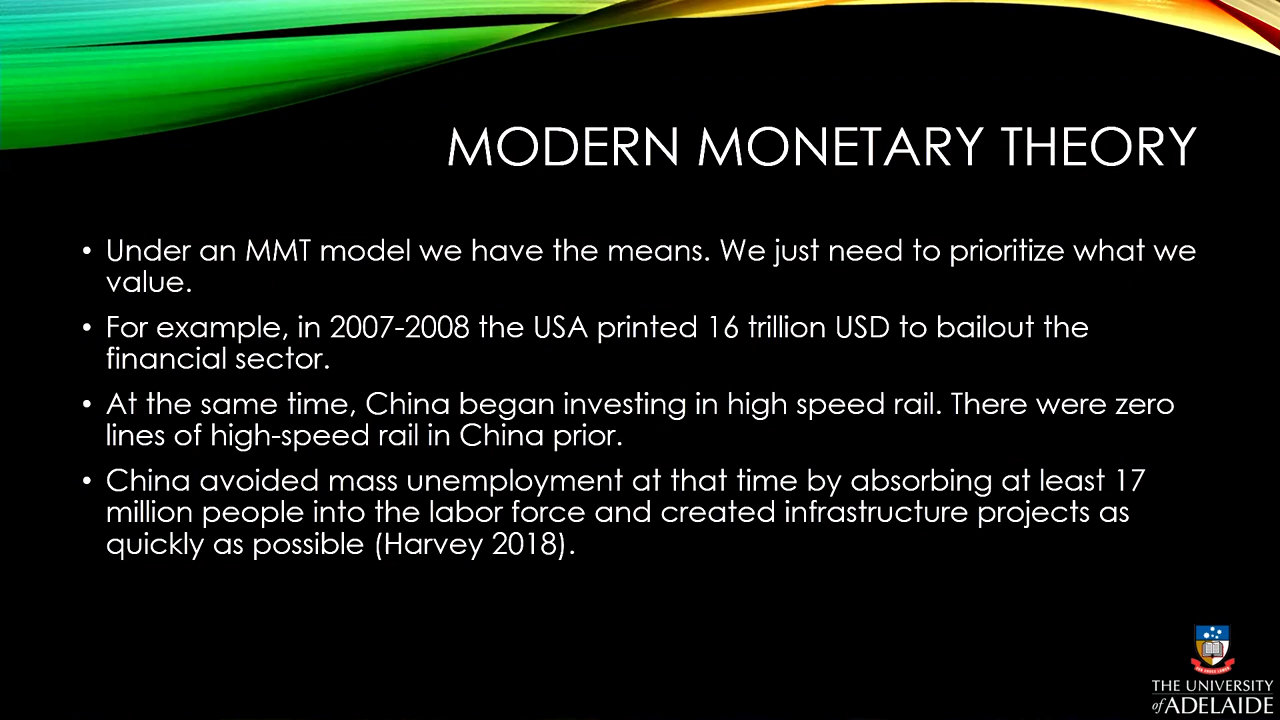 MODERN MONETARY THEORY
• Under an MMT model we have the means. We just need to prioritize what we
value.
• For example, in 2007-2008 the USA printed 16 trillion USD to bailout the
financial sector.
• At the same time, China began investing in high speed rail. There were zero
lines of high-speed rail in China prior.
• China avoided mass unemployment at that time by absorbing at least 17
million people into the labor force and created infrastructure projects as
quickly as possible (Harvey 2018).
THE UNIVERSITY
of ADELAIDE